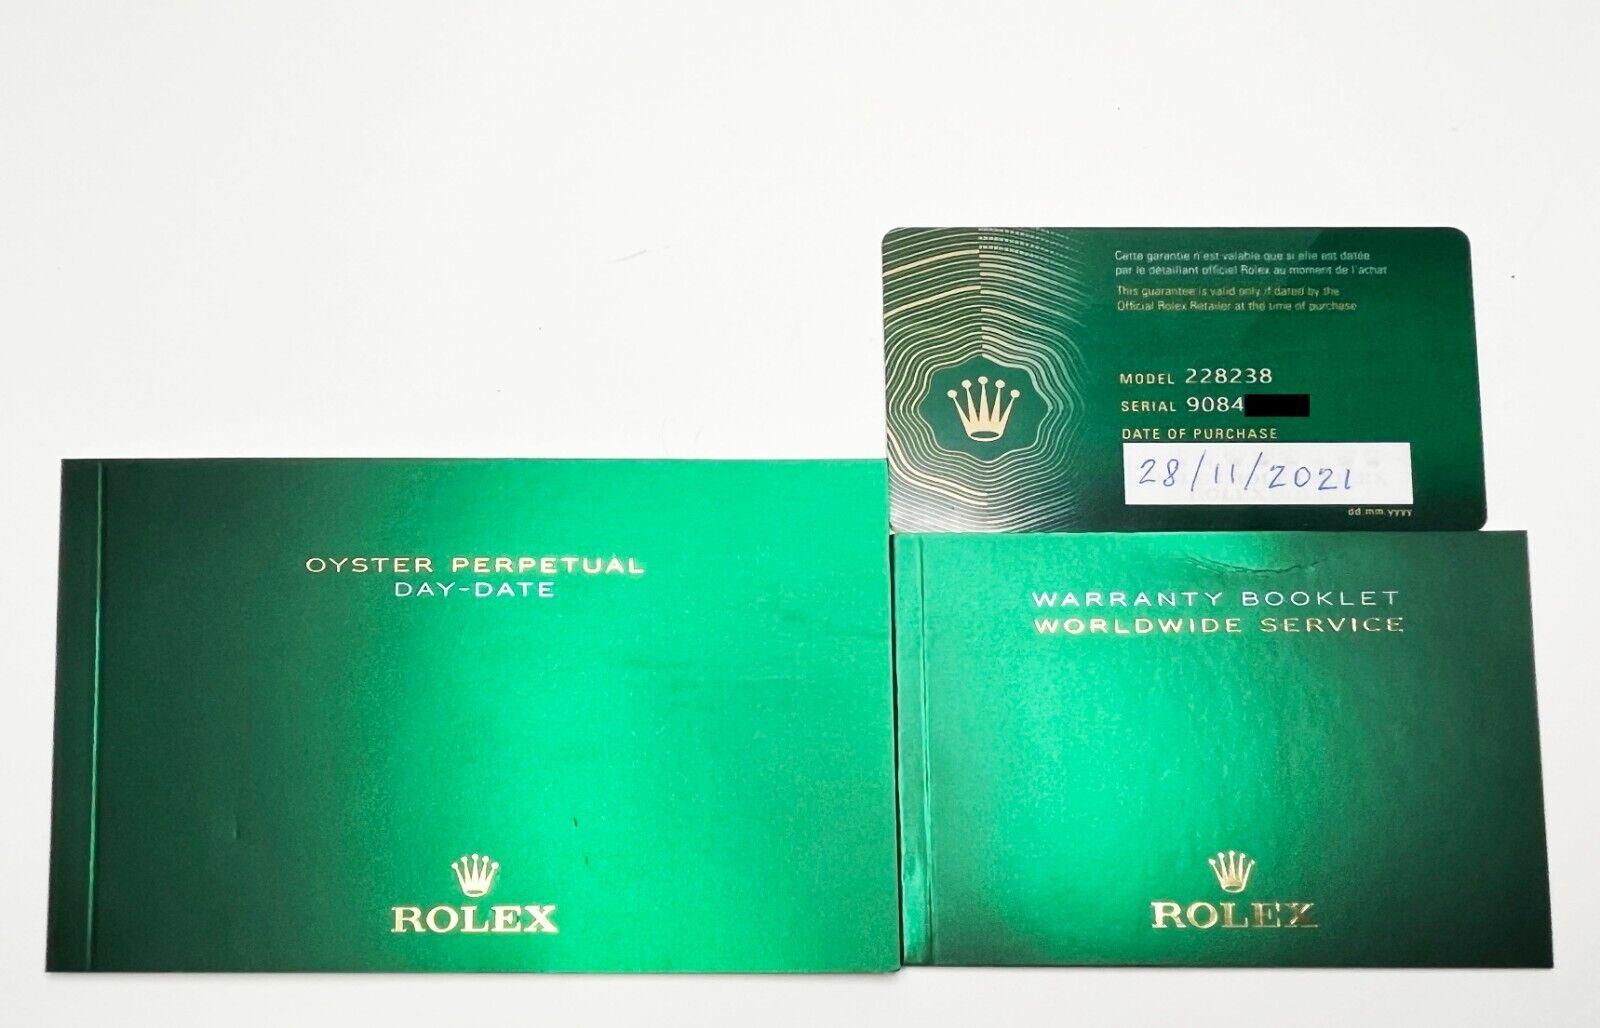 Cette garantie n'est valable que si elle est datée
par le détaillant officiel Rolex au moment de l'achat
This guarantee is valid only if dated by the
Official Rolex Retailer at the time of purchase
MODEL 228238
SERIAL 9084
DATE OF PURCHASE
28/11/2021
ROLEX
dd.mm.yyyy
OYSTER PERPETUAL
DAY-DATE
ROLEX
WARRANTY BOOKLET
WORLDWIDE SERVICE
ROLEX